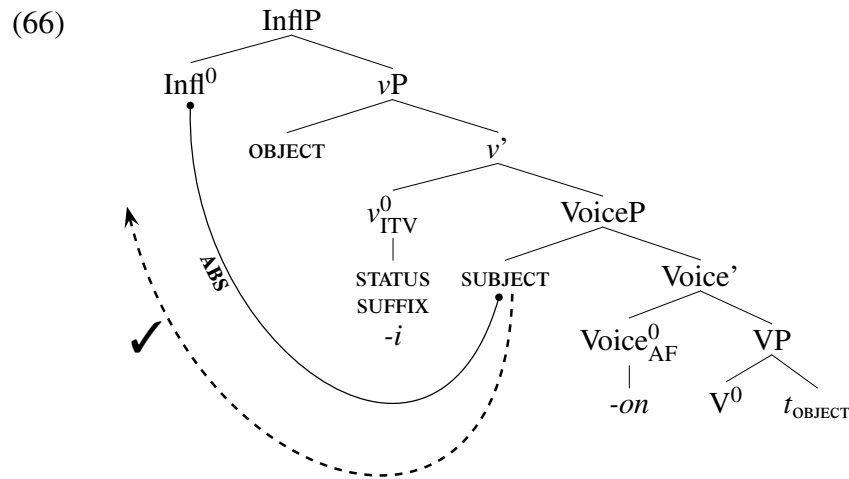 (66)
InflP
Infl⁰ vP
OBJECT v'
v⁰ITV VoiceP
ABS
STATUS SUBJECT Voice'
SUFFIX
-i
✓
Voice⁰AF VP
-on V⁰ tOBJECT